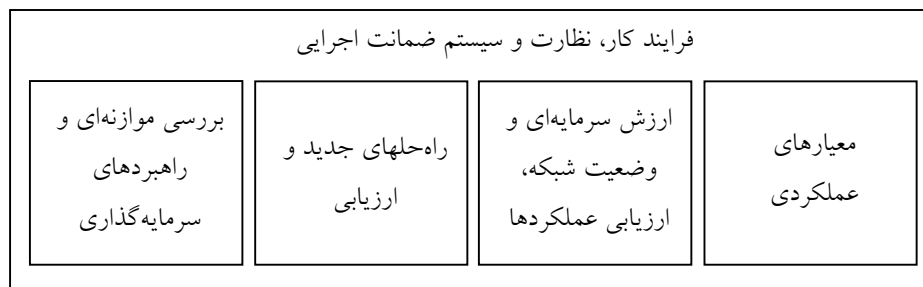 فرایند کار، نظارت و سیستم ضمانت اجرایی
معیارهای
عملکردی
ارزش سرمایه‌ای و
وضعیت شبکه،
ارزیابی عملکردها
راه‌حلهای جدید و
ارزیابی
بررسی موازنه‌ای و
راهبردهای
سرمایه‌گذاری